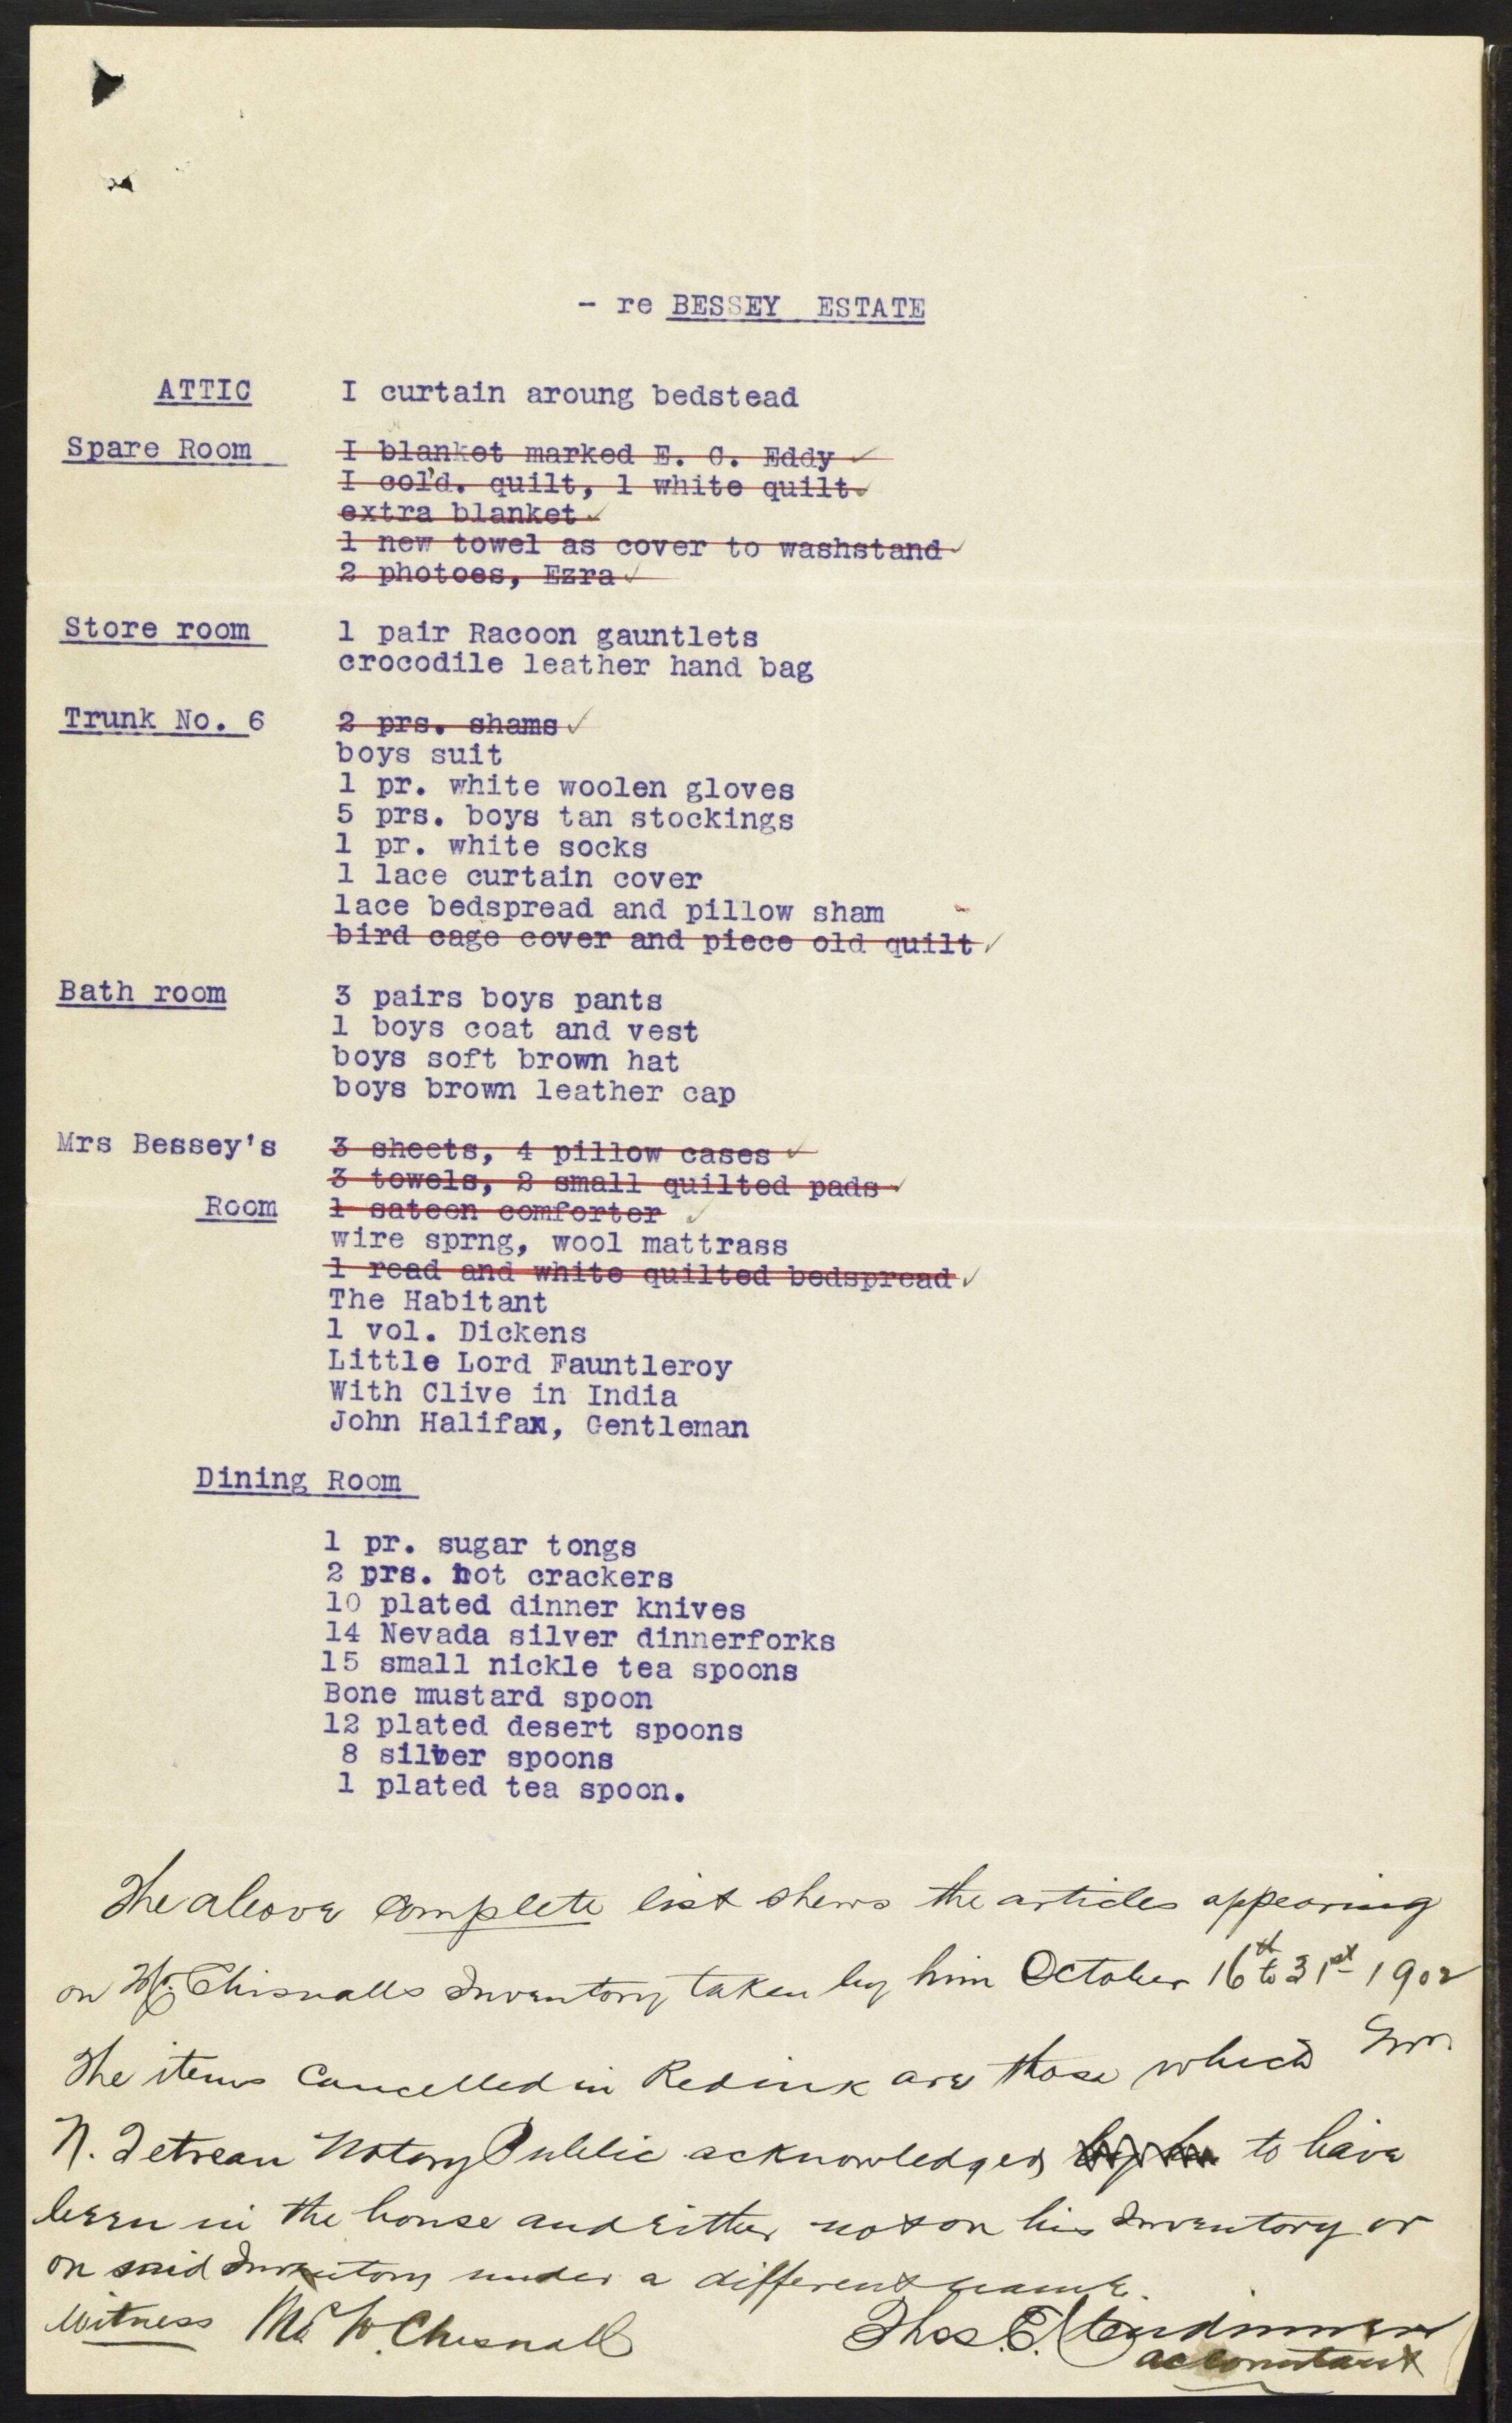 - re BESSEY ESTATE
ATTIC I curtain aroung bedstead
Spare Room I blanket marked E. C. Eddy ✓
I col'd. quilt, 1 white quilt ✓
extra blanket ✓
1 new towel as cover to washstand ✓
2 photoes, Ezra ✓
Store room 1 pair Racoon gauntlets
crocodile leather hand bag
Trunk No. 6 2 prs. shams ✓
boys suit
1 pr. white woolen gloves
5 prs. boys tan stockings
1 pr. white socks
1 lace curtain cover
lace bedspread and pillow sham
bird cage cover and piece old quilt ✓
Bath room 3 pairs boys pants
1 boys coat and vest
boys soft brown hat
boys brown leather cap
Mrs Bessey's 3 sheets, 4 pillow cases ✓
3 towels, 2 small quilted pads ✓
Room 1 sateen comforter ✓
wire sprng, wool mattrass
1 read and white quilted bedspread ✓
The Habitant
1 vol. Dickens
Little Lord Fauntleroy
With Clive in India
John Halifax, Gentleman
Dining Room
1 pr. sugar tongs
2 prs. not crackers
10 plated dinner knives
14 Nevada silver dinnerforks
15 small nickle tea spoons
Bone mustard spoon
12 plated desert spoons
8 silver spoons
1 plated tea spoon.
The above complete list shews the articles appearing
on Mr. Chisnalls Inventory taken by him October 16th to 31st 1902
The items Cancelled in Red ink are those which
N. Tetreau Notary Public acknowledges to have
been in the house and either not on his Inventory or
on said Inventory under a different name.
Witness Mc W. Chesnall Thos. C.
accountant